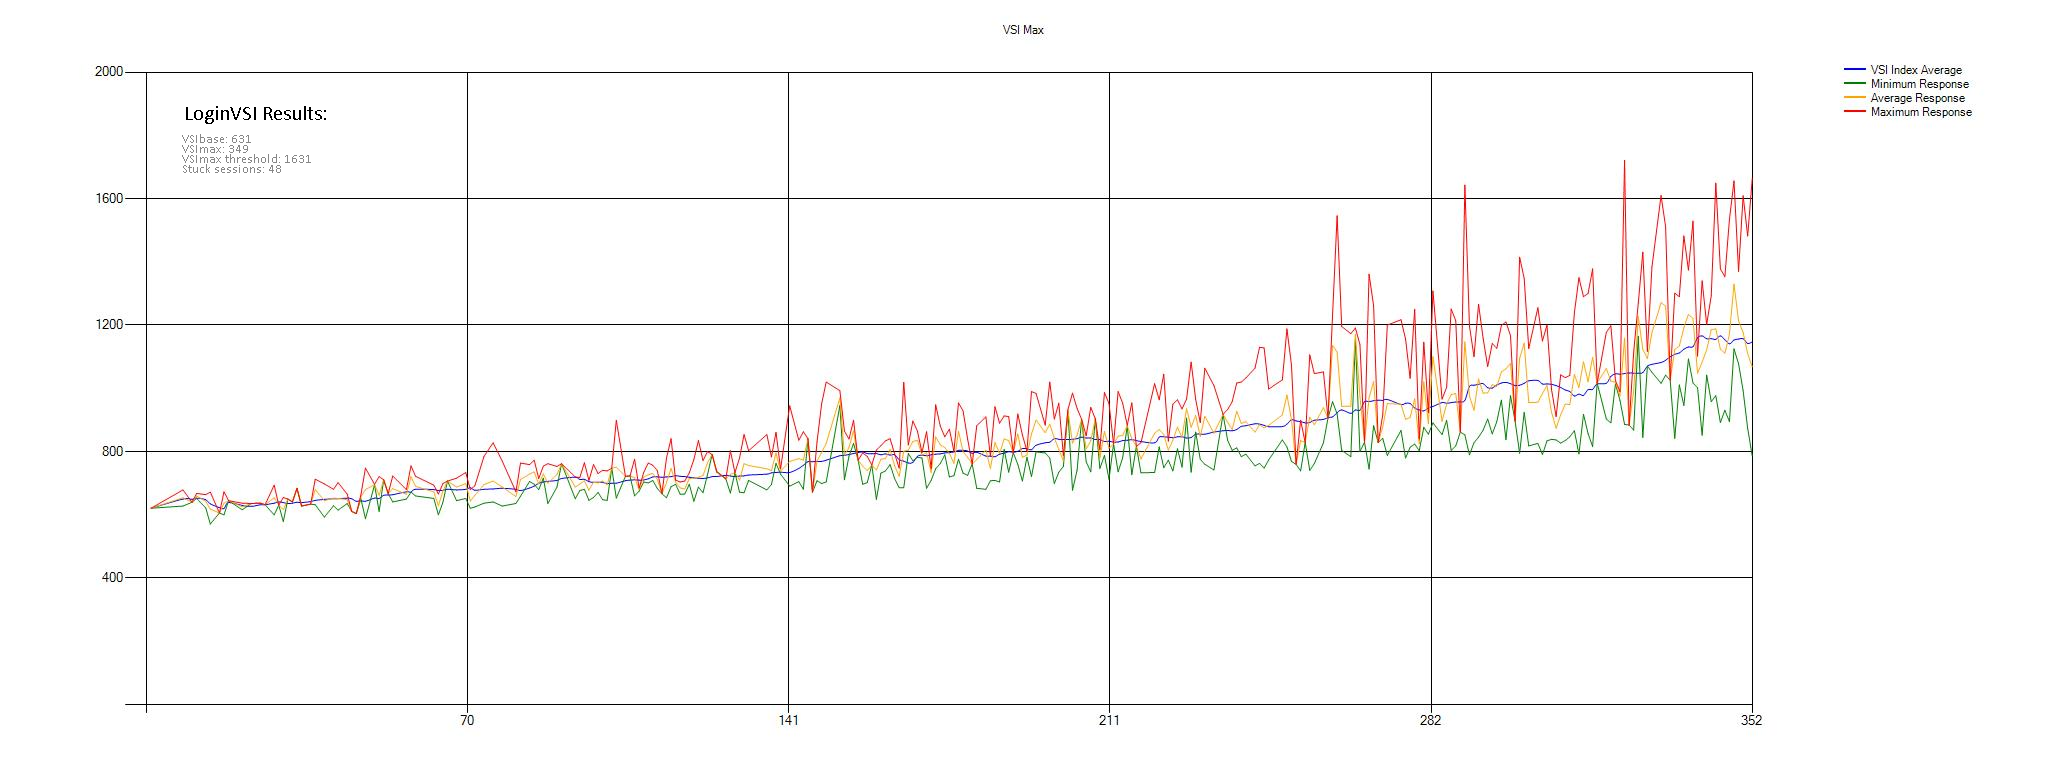 VSI Max
2000
1600
1200
800
400
LoginVSI Results:
VSIbase: 631
VSImax: 349
VSImax threshold: 1631
Stuck sessions: 48
VSI Index Average
Minimum Response
Average Response
Maximum Response
70
141
211
282
352